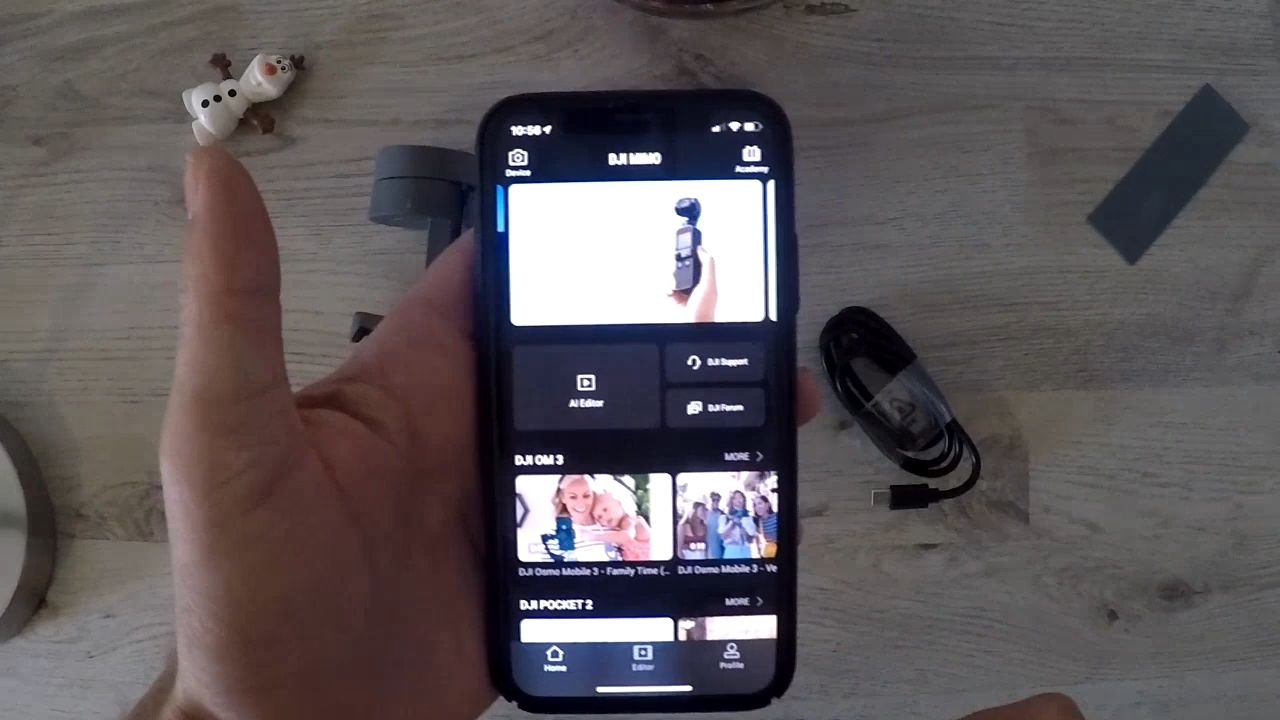 10:58
Device
DJI MIMO
Academy
AI Editor
DJI Support
DJI Forum
DJI OM 3
MORE
DJI Osmo Mobile 3 - Family Time (...
DJI Osmo Mobile 3 - Ve
DJI POCKET 2
MORE
Home
Editor
Profile